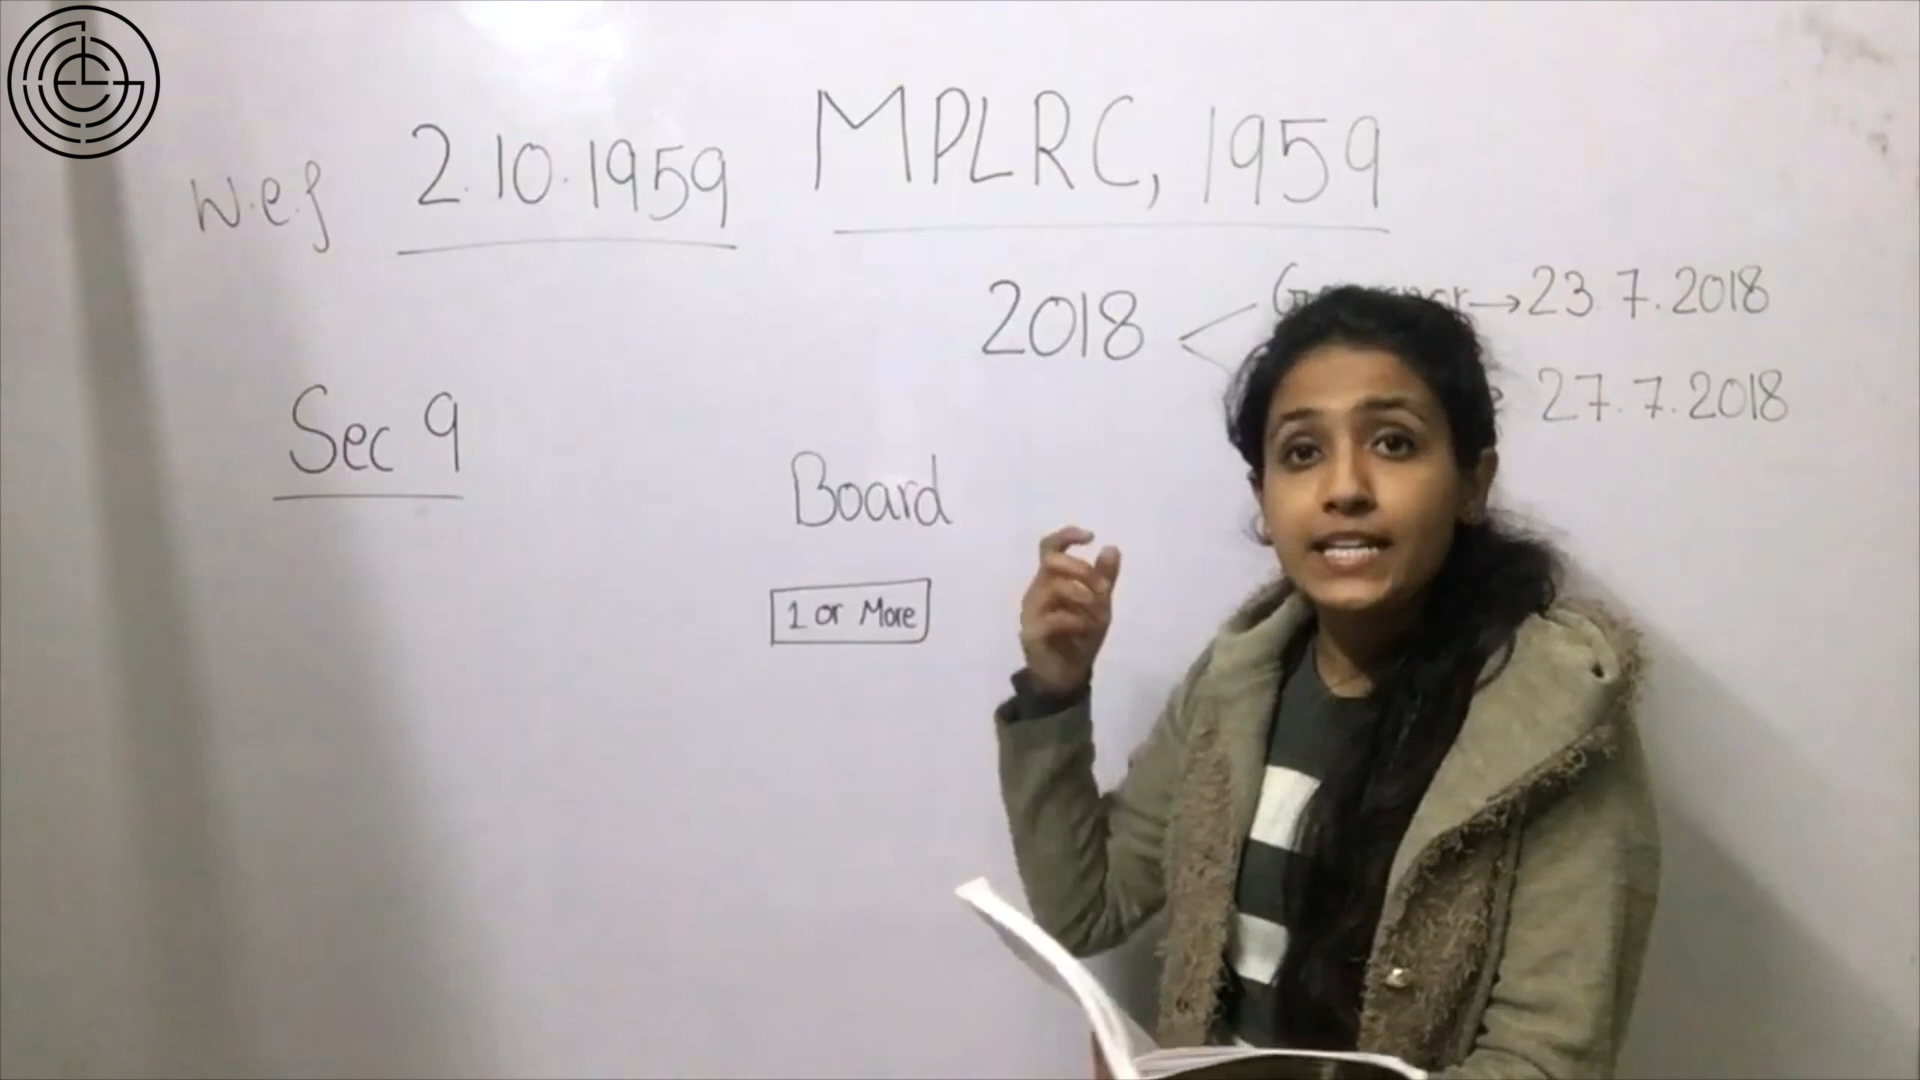 MPLRC, 1959
w.e.f 2.10.1959
2018
→ 23.7.2018
27.7.2018
Sec 9
Board
1 or More